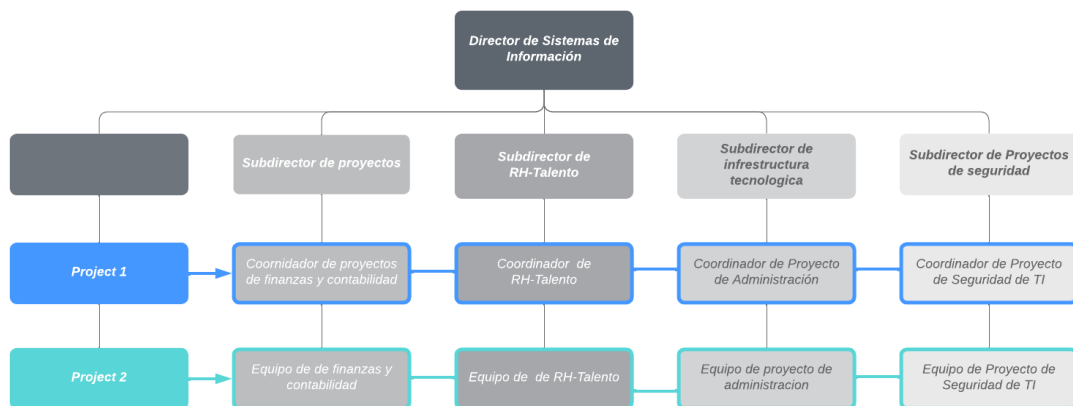 Director de Sistemas de
Información
Subdirector de proyectos
Subdirector de
RH-Talento
Subdirector de
infrestructura
tecnologica
Subdirector de Proyectos
de seguridad
Project 1
Coornidador de proyectos
de finanzas y contabilidad
Coordinador de
RH-Talento
Coordinador de Proyecto
de Administración
Coordinador de Proyecto
de Seguridad de TI
Project 2
Equipo de de finanzas y
contabilidad
Equipo de de RH-Talento
Equipo de proyecto de
administracion
Equipo de Proyecto de
Seguridad de TI